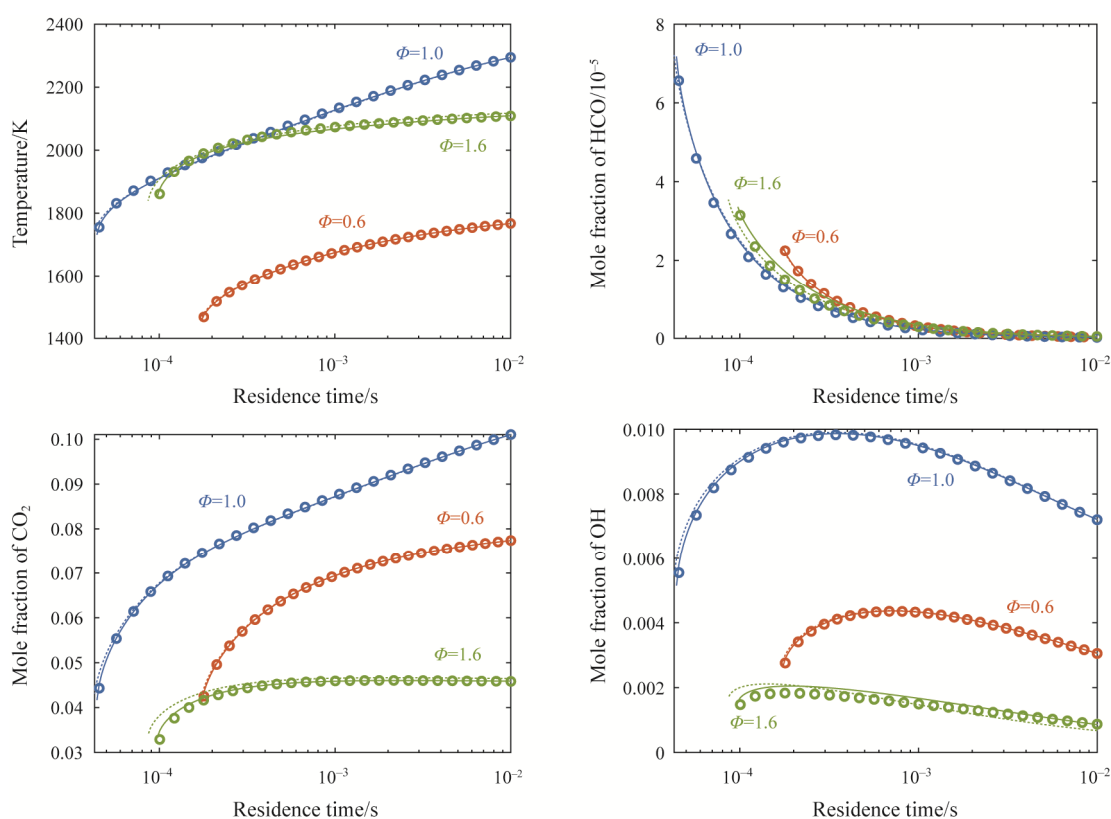 2400
2200
2000
1800
1600
1400
Temperature/K
Φ=1.0
Φ=1.6
Φ=0.6
10⁻⁴
10⁻³
10⁻²
Residence time/s
8
6
4
2
0
Mole fraction of HCO/10⁻⁵
Φ=1.0
Φ=1.6
Φ=0.6
10⁻⁴
10⁻³
10⁻²
Residence time/s
0.10
0.09
0.08
0.07
0.06
0.05
0.04
0.03
Mole fraction of CO₂
Φ=1.0
Φ=0.6
Φ=1.6
10⁻⁴
10⁻³
10⁻²
Residence time/s
0.010
0.008
0.006
0.004
0.002
0
Mole fraction of OH
Φ=1.0
Φ=0.6
Φ=1.6
10⁻⁴
10⁻³
10⁻²
Residence time/s